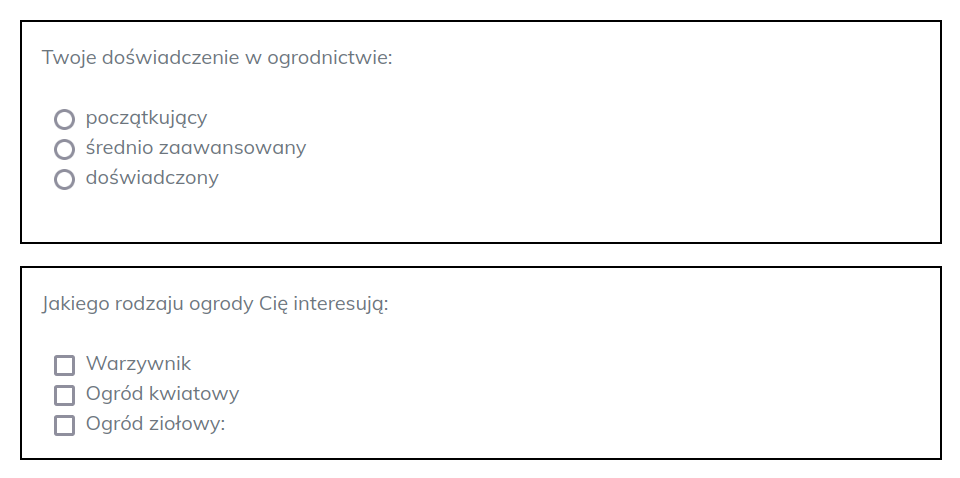 Twoje doświadczenie w ogrodnictwie:
początkujący
średnio zaawansowany
doświadczony
Jakiego rodzaju ogrody Cię interesują:
Warzywnik
Ogród kwiatowy
Ogród ziołowy: